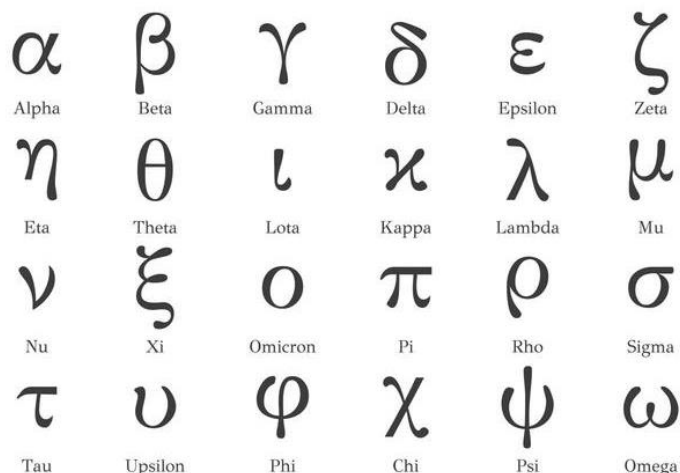 α β γ δ ε ζ
Alpha Beta Gamma Delta Epsilon Zeta
η θ ι ϰ λ μ
Eta Theta Lota Kappa Lambda Mu
ν ξ ο π ρ σ
Nu Xi Omicron Pi Rho Sigma
τ υ φ χ ψ ω
Tau Upsilon Phi Chi Psi Omega